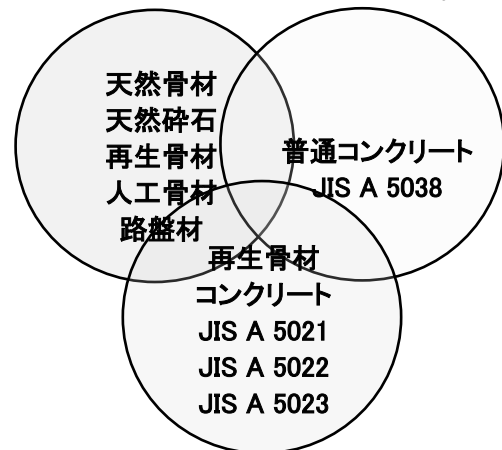 天然骨材
天然砕石
再生骨材
人工骨材
路盤材
普通コンクリート
JIS A 5038
再生骨材
コンクリート
JIS A 5021
JIS A 5022
JIS A 5023